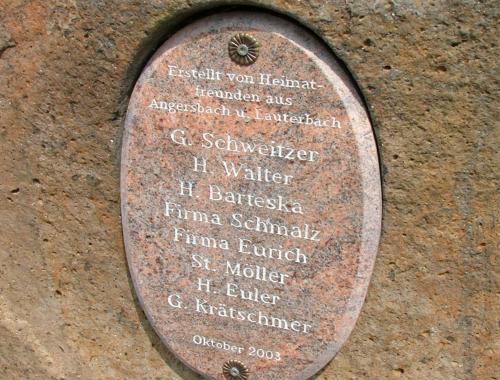 Erstellt von Heimat-
freunden aus
Angersbach u. Lauterbach
G. Schweitzer
H. Walter
H. Barteska
Firma Schmalz
Firma Eurich
St. Möller
H. Euler
G. Krätschmer
Oktober 2003